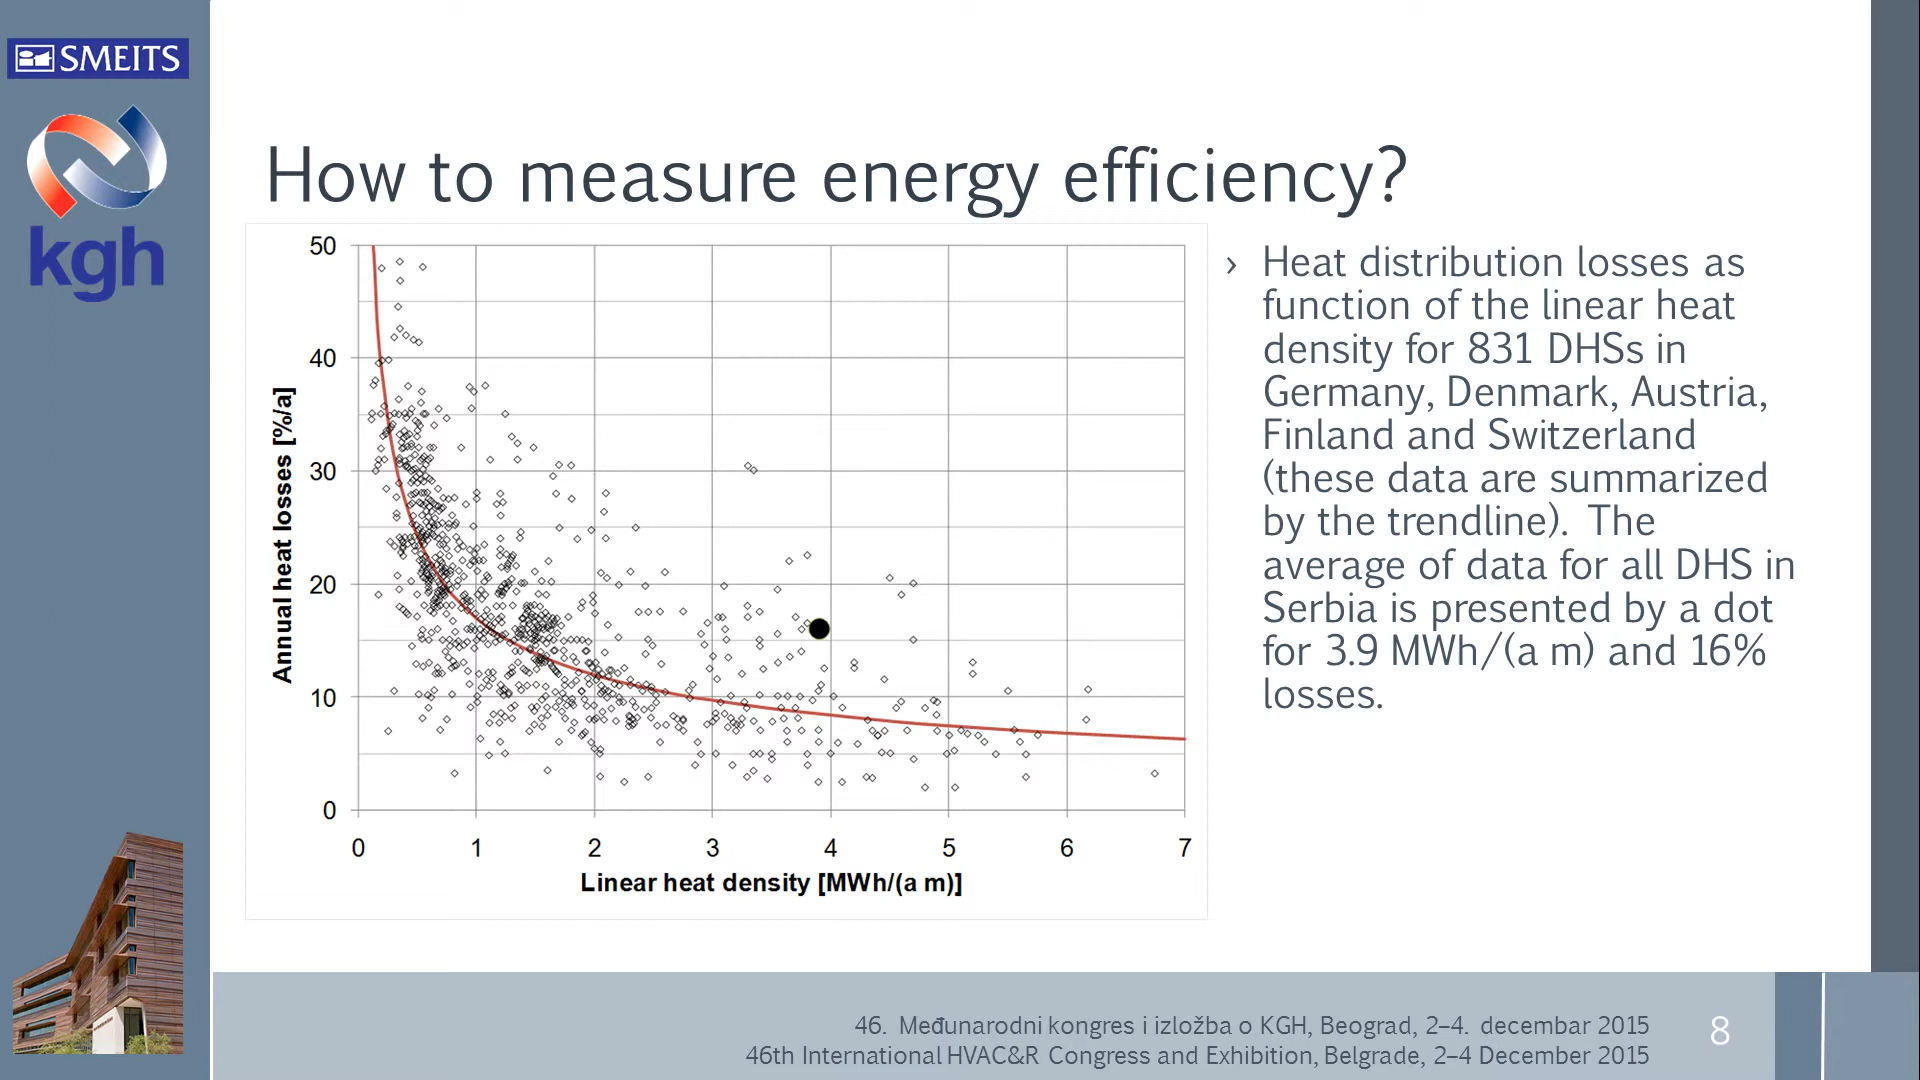 SMEITS
kgh
How to measure energy efficiency?
50
40
30
20
10
0
Annual heat losses [%/a]
0 1 2 3 4 5 6 7
Linear heat density [MWh/(a m)]
› Heat distribution losses as
function of the linear heat
density for 831 DHSs in
Germany, Denmark, Austria,
Finland and Switzerland
(these data are summarized
by the trendline). The
average of data for all DHS in
Serbia is presented by a dot
for 3.9 MWh/(a m) and 16%
losses.
46. Međunarodni kongres i izložba o KGH, Beograd, 2–4. decembar 2015
46th International HVAC&R Congress and Exhibition, Belgrade, 2–4 December 2015
8